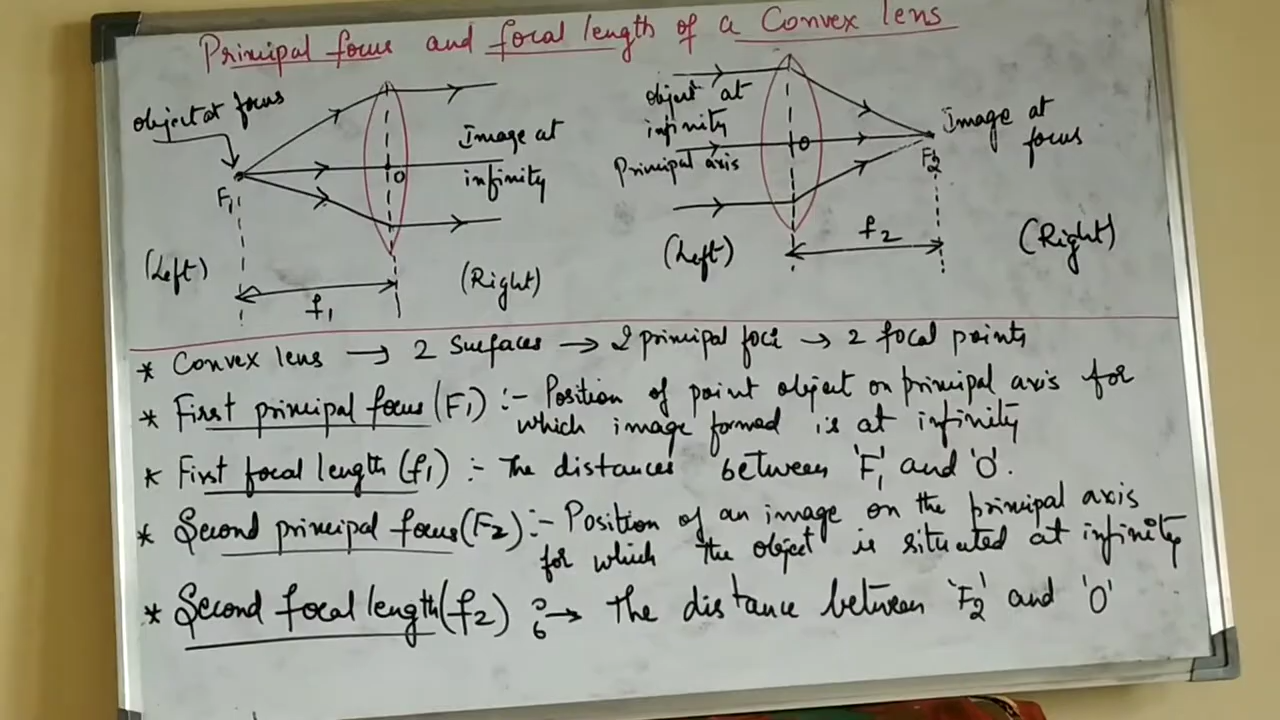 Principal focus and focal length of a Convex lens
Object at focus
F₁
O
Image at
infinity
(Left)
(Right)
f₁
Object at
infinity
Principal axis
O
Image at
focus
F₂
(Left)
f₂
(Right)
* Convex lens → 2 surfaces → 2 principal foci → 2 focal points
* First principal focus (F₁) :- Position of point object on principal axis for
which image formed is at infinity
* First focal length (f₁) :- The distances between 'F₁' and 'O'.
* Second principal focus (F₂) :- Position of an image on the principal axis
for which the object is situated at infinity
* Second focal length (f₂) :→ The distance between 'F₂' and 'O'